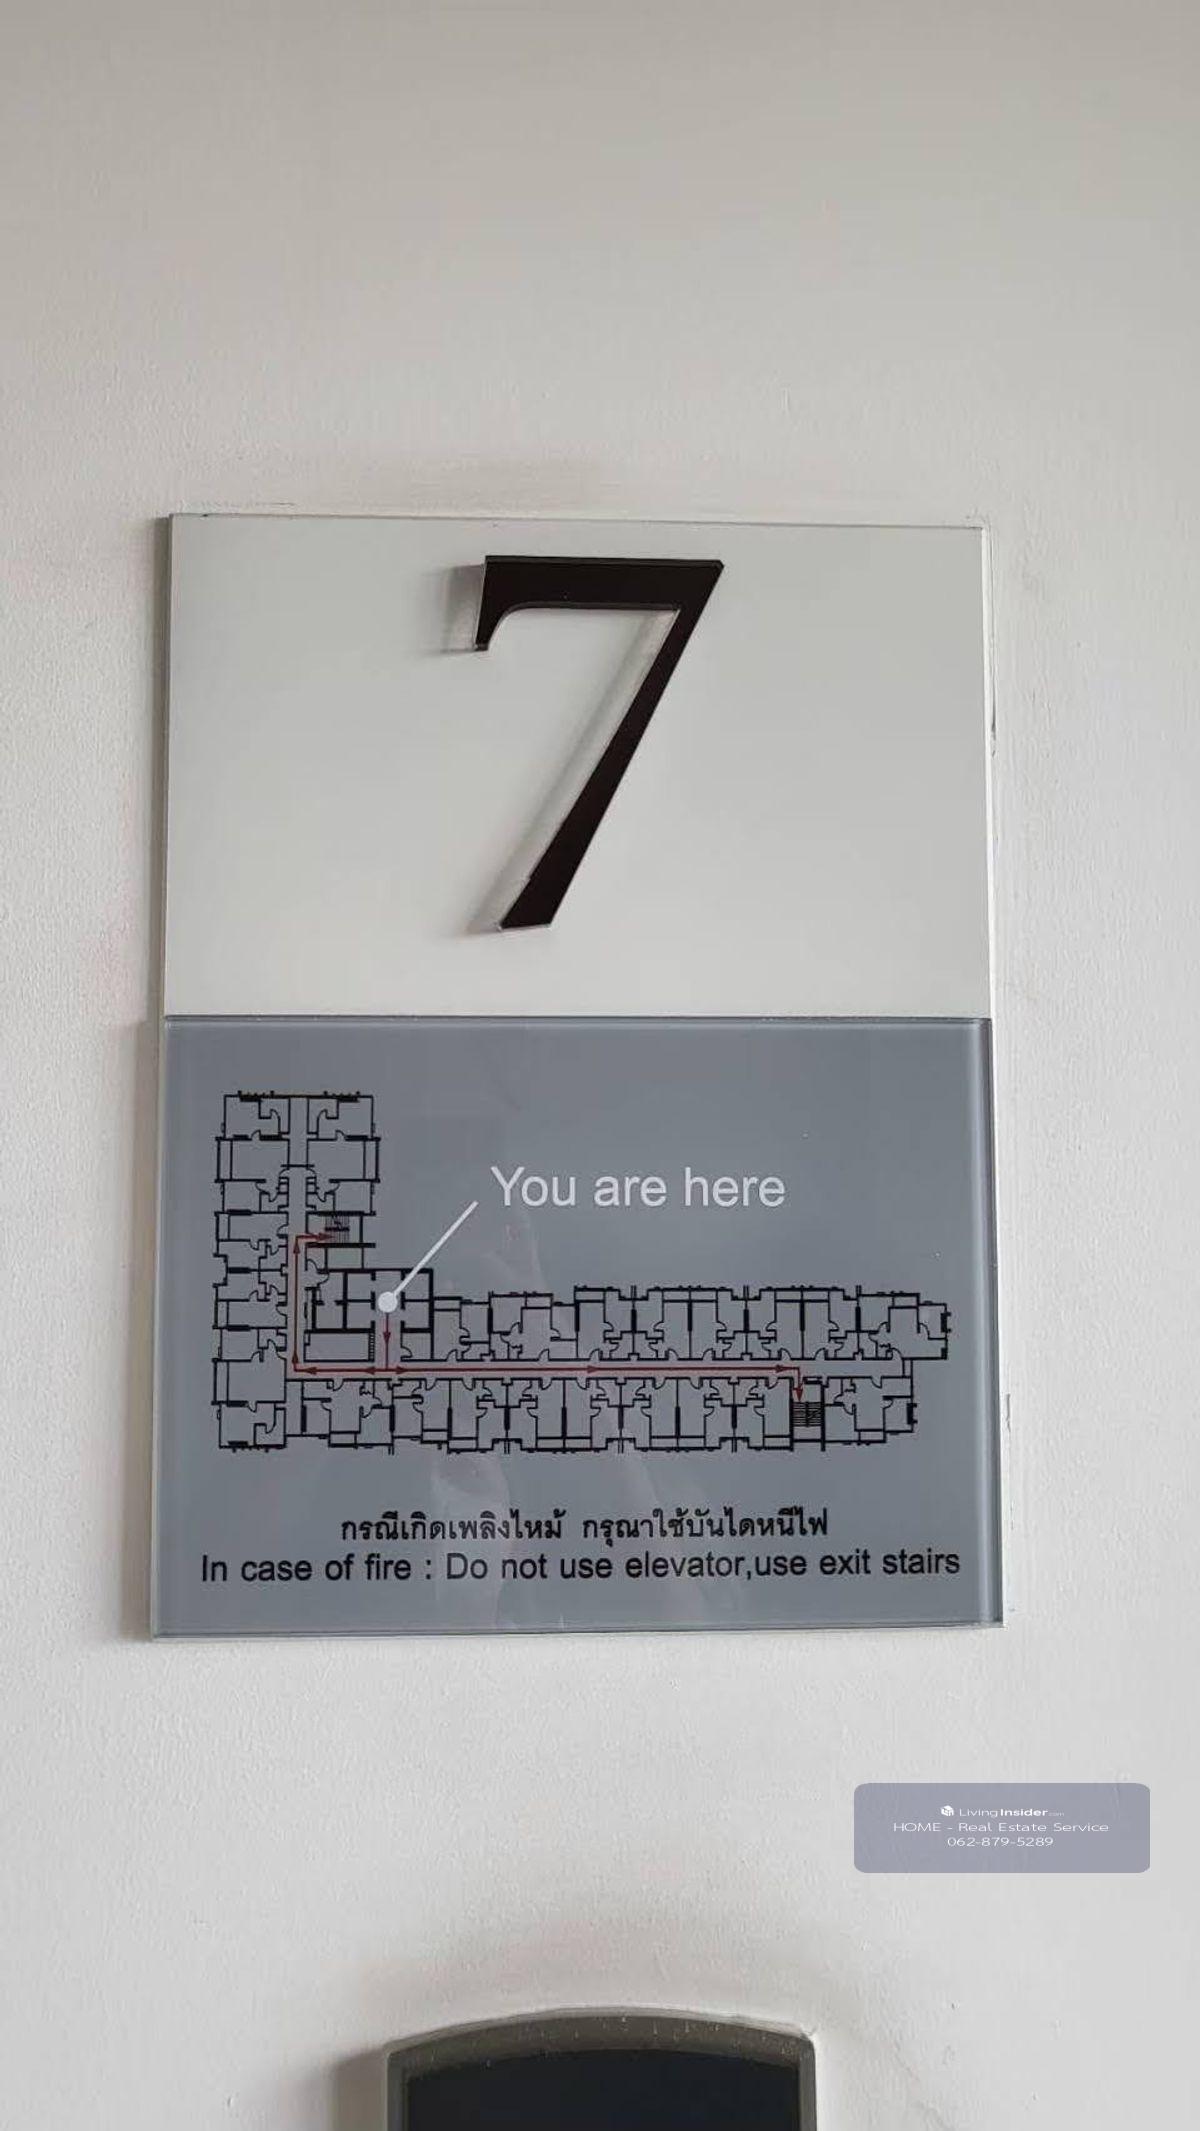 7
You are here
กรณีเกิดเพลิงไหม้ กรุณาใช้บันไดหนีไฟ
In case of fire : Do not use elevator,use exit stairs
LivingInsider.com
HOME - Real Estate Service
062-879-5289